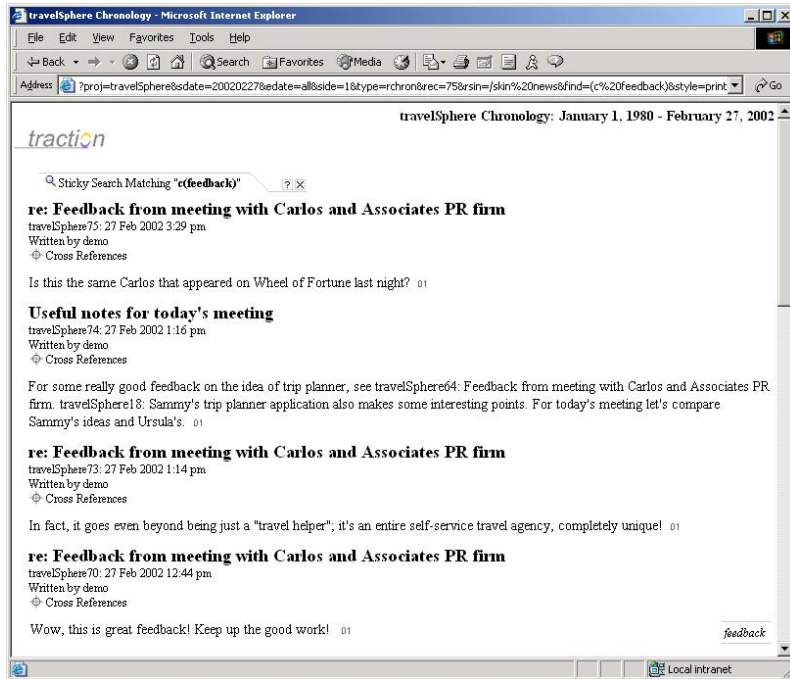 travelSphere Chronology - Microsoft Internet Explorer
File Edit View Favorites Tools Help
Back Search Favorites Media
Address ?proj=travelSphere&sdate=20020227&edate=all&side=1&type=rchron&rec=75&rsin=/skin%20news&find=(c%20feedback)&style=print Go
travelSphere Chronology: January 1, 1980 - February 27, 2002
traction
Sticky Search Matching "c(feedback)" ? X
re: Feedback from meeting with Carlos and Associates PR firm
travelSphere75: 27 Feb 2002 3:29 pm
Written by demo
Cross References
Is this the same Carlos that appeared on Wheel of Fortune last night? 01
Useful notes for today's meeting
travelSphere74: 27 Feb 2002 1:16 pm
Written by demo
Cross References
For some really good feedback on the idea of trip planner, see travelSphere64: Feedback from meeting with Carlos and Associates PR
firm. travelSphere18: Sammy's trip planner application also makes some interesting points. For today's meeting let's compare
Sammy's ideas and Ursula's. 01
re: Feedback from meeting with Carlos and Associates PR firm
travelSphere73: 27 Feb 2002 1:14 pm
Written by demo
Cross References
In fact, it goes even beyond being just a "travel helper"; it's an entire self-service travel agency, completely unique! 01
re: Feedback from meeting with Carlos and Associates PR firm
travelSphere70: 27 Feb 2002 12:44 pm
Written by demo
Cross References
Wow, this is great feedback! Keep up the good work! 01
feedback
Local intranet